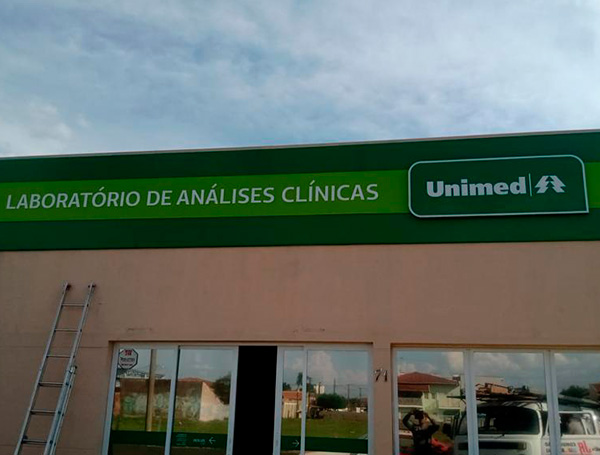 LABORATÓRIO DE ANÁLISES CLÍNICAS
Unimed
71